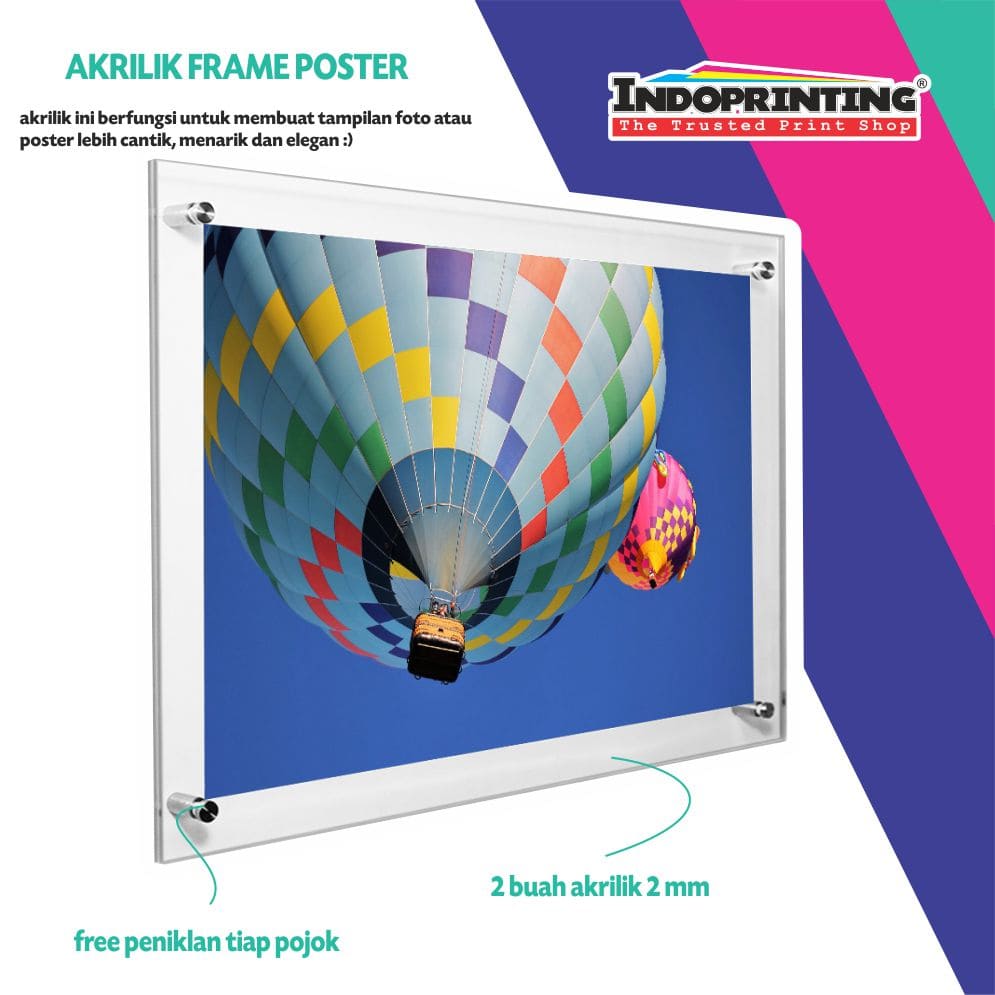 AKRILIK FRAME POSTER
akrilik ini berfungsi untuk membuat tampilan foto atau
poster lebih cantik, menarik dan elegan :)
INDOPRINTING®
The Trusted Print Shop
2 buah akrilik 2 mm
free peniklan tiap pojok